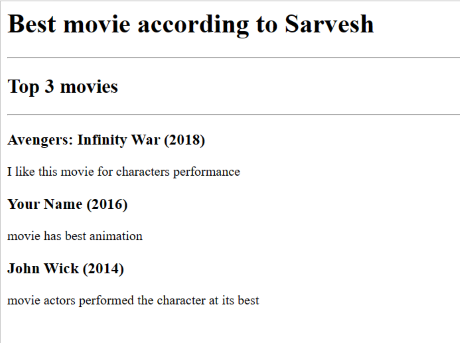 Best movie according to Sarvesh
Top 3 movies
Avengers: Infinity War (2018)
I like this movie for characters performance
Your Name (2016)
movie has best animation
John Wick (2014)
movie actors performed the character at its best